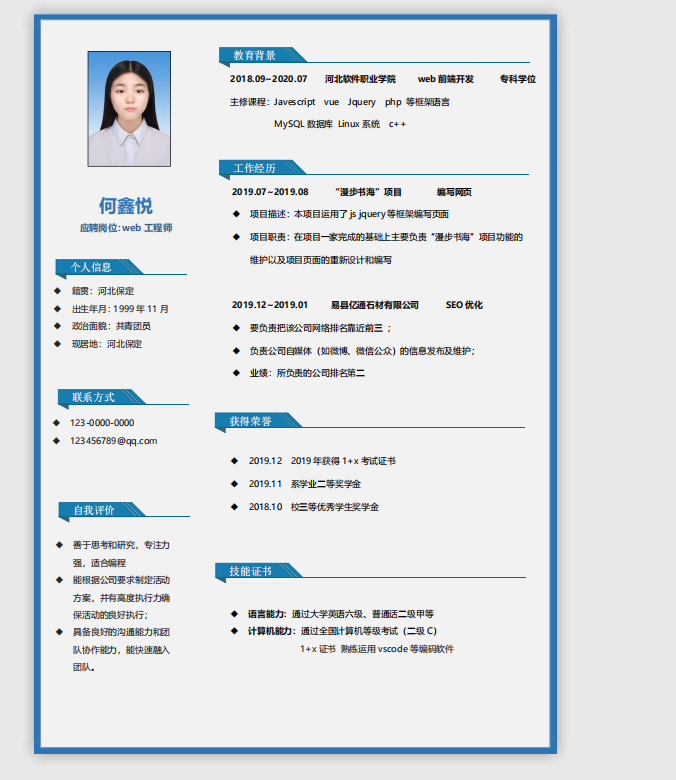 何鑫悦
应聘岗位:web 工程师
个人信息
◆ 籍贯：河北保定
◆ 出生年月：1999 年 11 月
◆ 政治面貌：共青团员
◆ 现居地：河北保定
联系方式
◆ 123-0000-0000
◆ 123456789@qq.com
自我评价
◆ 善于思考和研究，专注力
强，适合编程
◆ 能根据公司要求制定活动
方案，并有高度执行力确
保活动的良好执行；
◆ 具备良好的沟通能力和团
队协作能力，能快速融入
团队。
教育背景
2018.09~2020.07 河北软件职业学院 web 前端开发 专科学位
主修课程：Javescript vue Jquery php 等框架语言
MySQL 数据库 Linux 系统 c++
工作经历
2019.07~2019.08 “漫步书海”项目 编写网页
◆ 项目描述：本项目运用了 js jquery 等框架编写页面
◆ 项目职责：在项目一家完成的基础上主要负责“漫步书海”项目功能的
维护以及项目页面的重新设计和编写
2019.12~2019.01 易县亿通石材有限公司 SEO 优化
◆ 要负责把该公司网络排名靠近前三 ；
◆ 负责公司自媒体（如微博、微信公众）的信息发布及维护；
◆ 业绩：所负责的公司排名第二
获得荣誉
◆ 2019.12 2019 年获得 1+x 考试证书
◆ 2019.11 系学业二等奖学金
◆ 2018.10 校三等优秀学生奖学金
技能证书
◆ 语言能力：通过大学英语六级、普通话二级甲等
◆ 计算机能力：通过全国计算机等级考试（二级 C）
1+x 证书 熟练运用 vscode 等编码软件